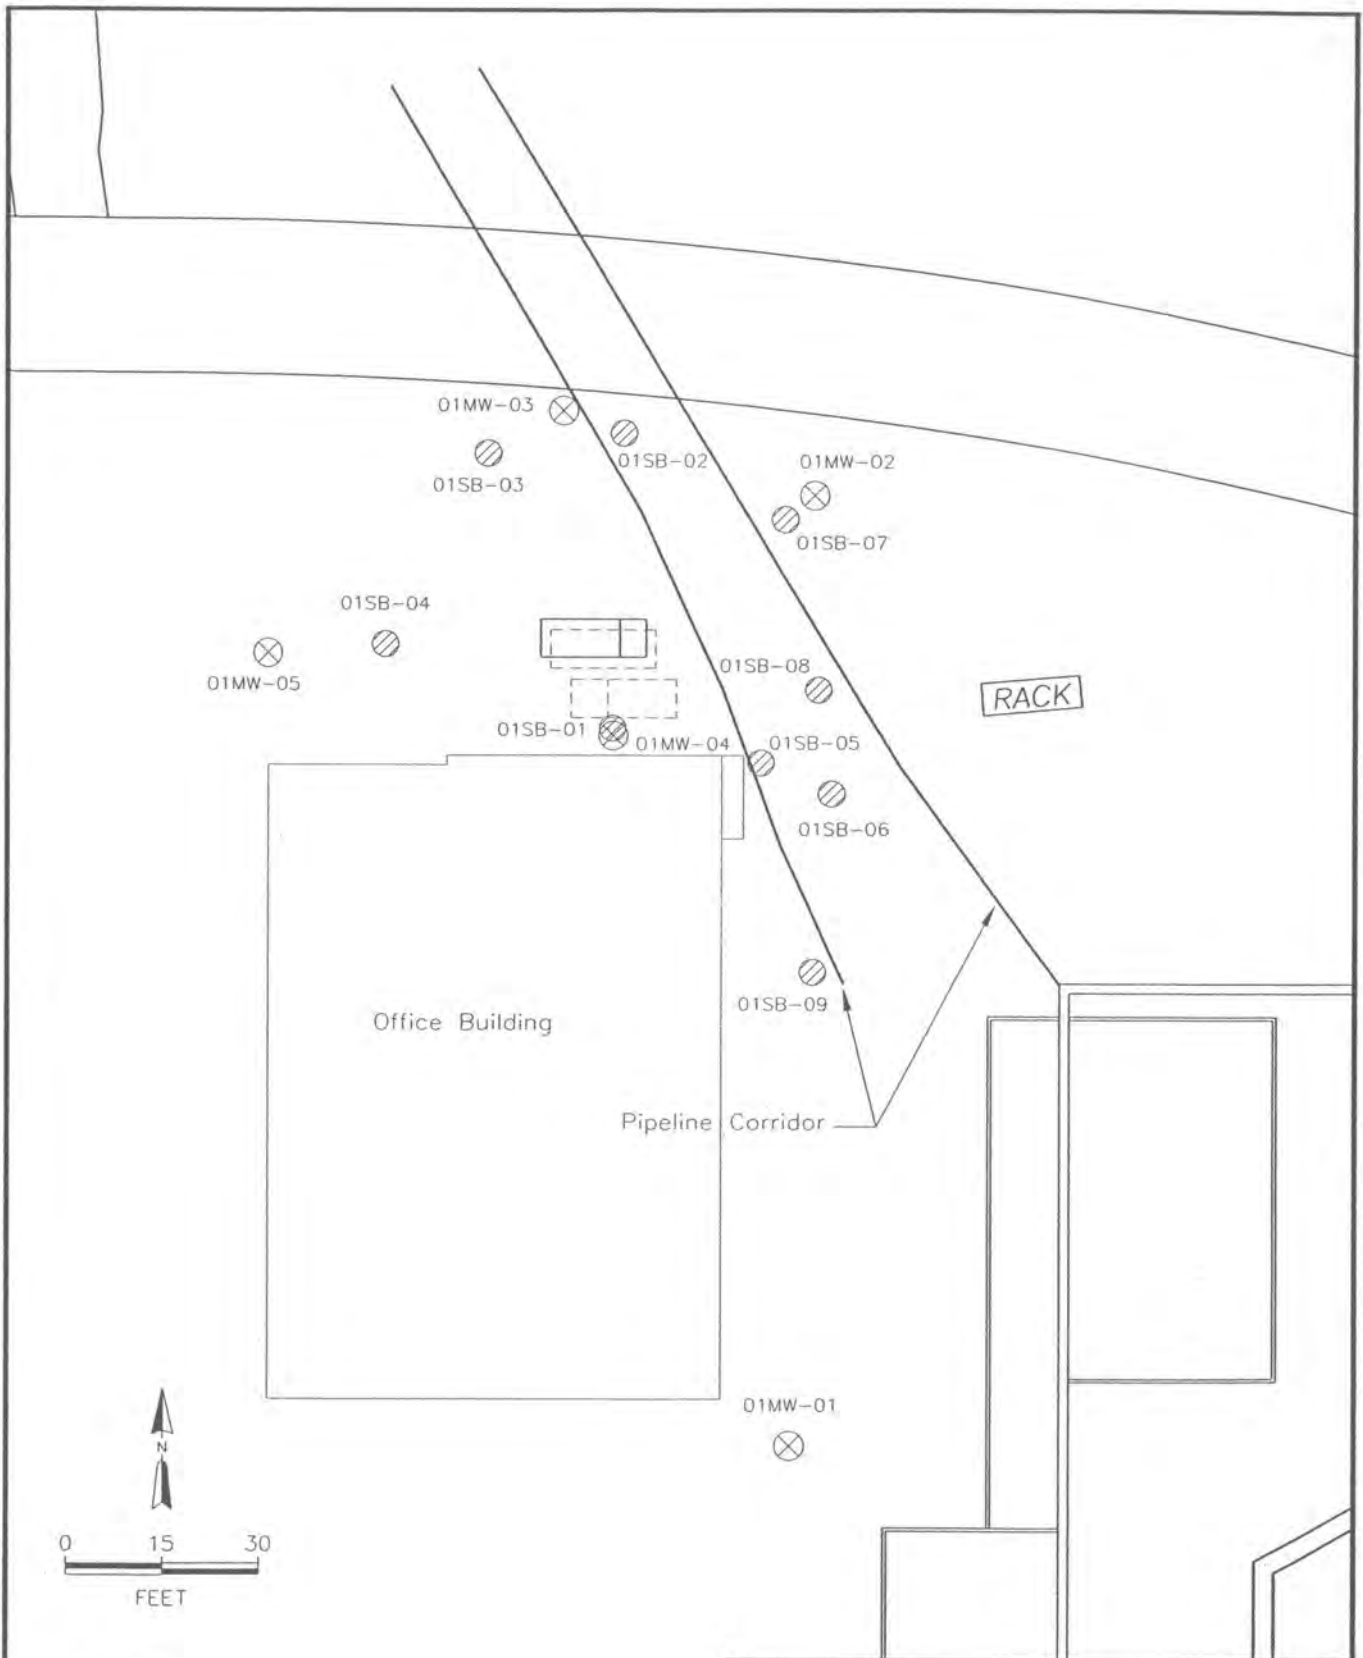 01MW-03
01SB-02
01MW-02
01SB-03
01SB-07
01SB-04
01SB-08
01MW-05
RACK
01SB-01
01MW-04
01SB-05
01SB-06
01SB-09
Office Building
Pipeline Corridor
01MW-01
N
0 15 30
FEET